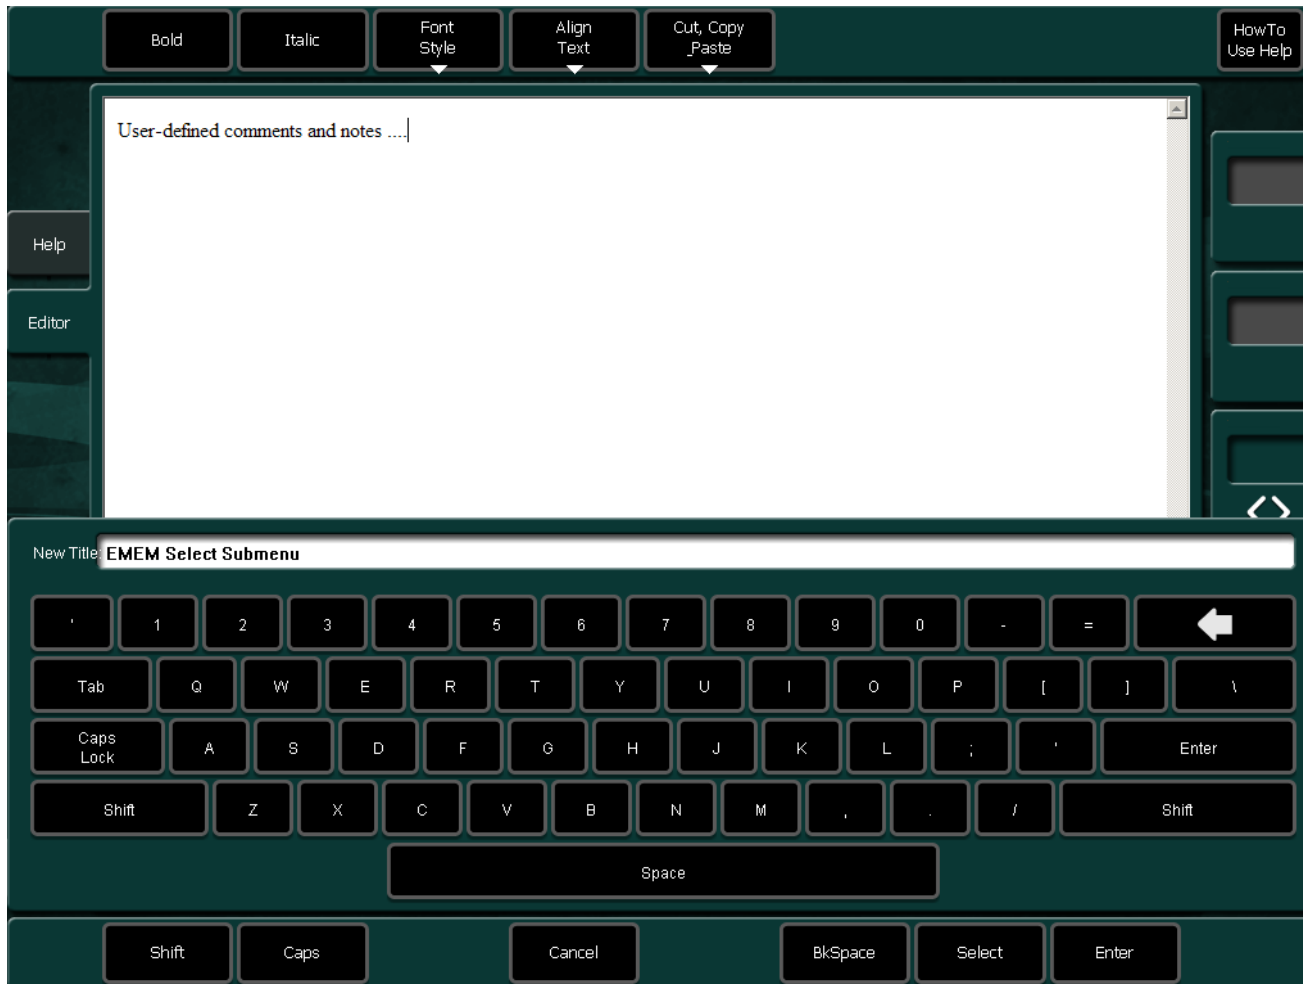 Bold Italic Font Style Align Text Cut, Copy _Paste HowTo Use Help
User-defined comments and notes ....
Help
Editor
<>
New Title: EMEM Select Submenu
' 1 2 3 4 5 6 7 8 9 0 - =
Tab Q W E R T Y U I O P [ ] \
Caps Lock A S D F G H J K L ; ' Enter
Shift Z X C V B N M , . / Shift
Space
Shift Caps Cancel BkSpace Select Enter